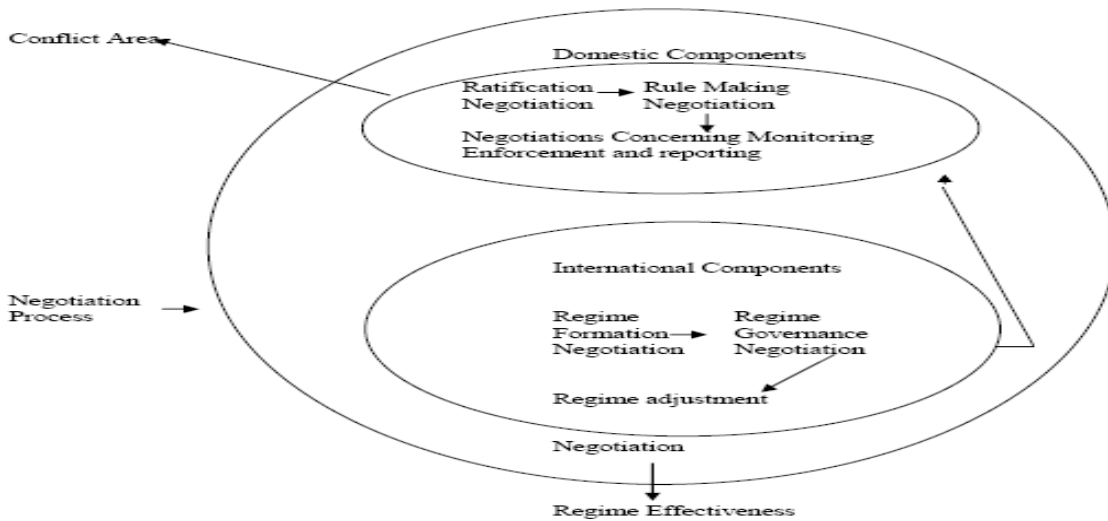 Conflict Area
Domestic Components
Ratification Rule Making
Negotiation Negotiation
Negotiations Concerning Monitoring
Enforcement and reporting
International Components
Negotiation
Process
Regime Regime
Formation Governance
Negotiation Negotiation
Regime adjustment
Negotiation
Regime Effectiveness